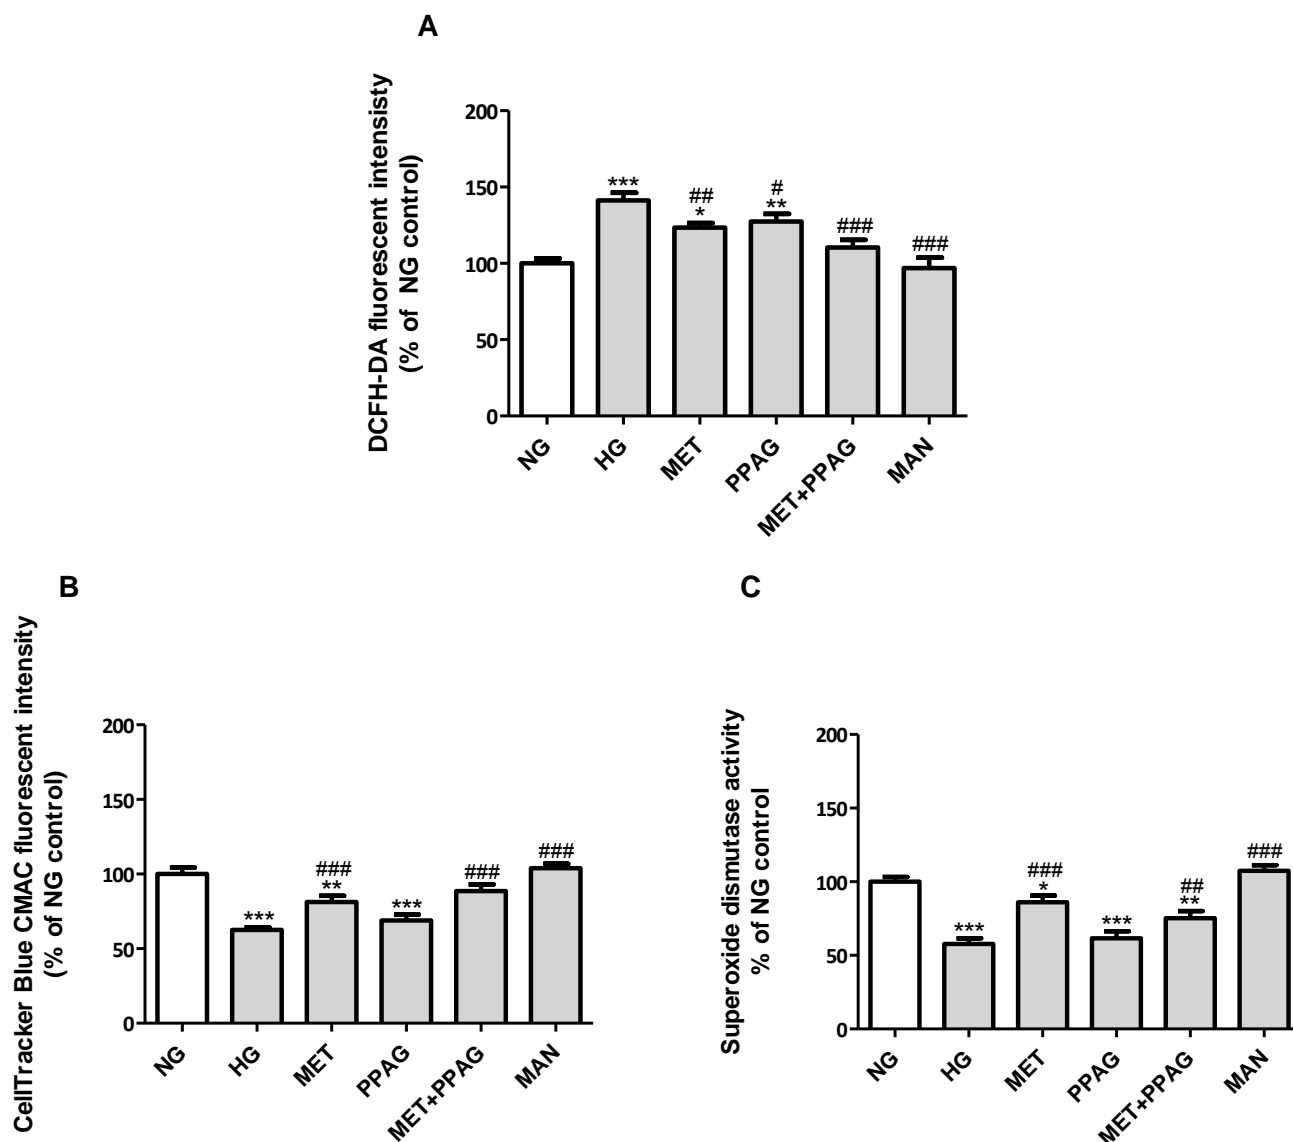 A
DCFH-DA fluorescent intensisty
(% of NG control)
200
150
100
50
0
***
##
*
#
**
###
###
NG
HG
MET
PPAG
MET+PPAG
MAN
B
CellTracker Blue CMAC fluorescent intensity
(% of NG control)
200
150
100
50
0
***
###
**
***
###
###
NG
HG
MET
PPAG
MET+PPAG
MAN
C
Superoxide dismutase activity
% of NG control
200
150
100
50
0
***
###
*
***
##
**
###
NG
HG
MET
PPAG
MET+PPAG
MAN